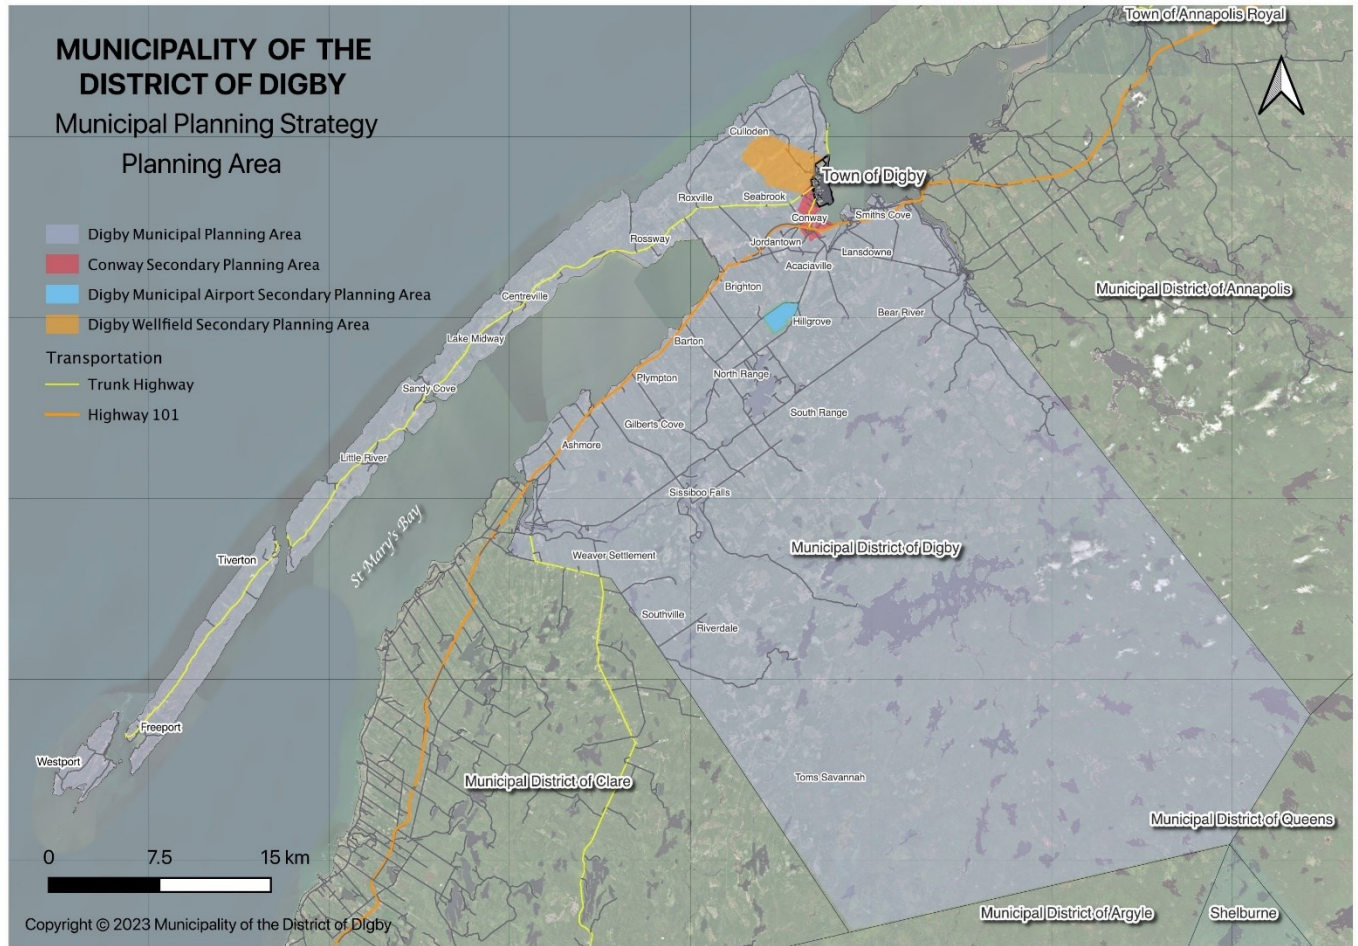 MUNICIPALITY OF THE
DISTRICT OF DIGBY
Municipal Planning Strategy
Planning Area
Digby Municipal Planning Area
Conway Secondary Planning Area
Digby Municipal Airport Secondary Planning Area
Digby Wellfield Secondary Planning Area
Transportation
Trunk Highway
Highway 101
Town of Annapolis Royal
Culloden
Town of Digby
Roxville
Seabrook
Conway
Smiths Cove
Rossway
Jordantown
Lansdowne
Acaciaville
Centreville
Brighton
Municipal District of Annapolis
Hillgrove
Bear River
Lake Midway
Barton
Plympton
North Range
Sandy Cove
South Range
Gilberts Cove
Ashmore
Little River
Sissiboo Falls
St Mary's Bay
Tiverton
Weaver Settlement
Municipal District of Digby
Southville
Riverdale
Freeport
Westport
Municipal District of Clare
Toms Savannah
Municipal District of Queens
0 7.5 15 km
Municipal District of Argyle
Shelburne
Copyright © 2023 Municipality of the District of Digby